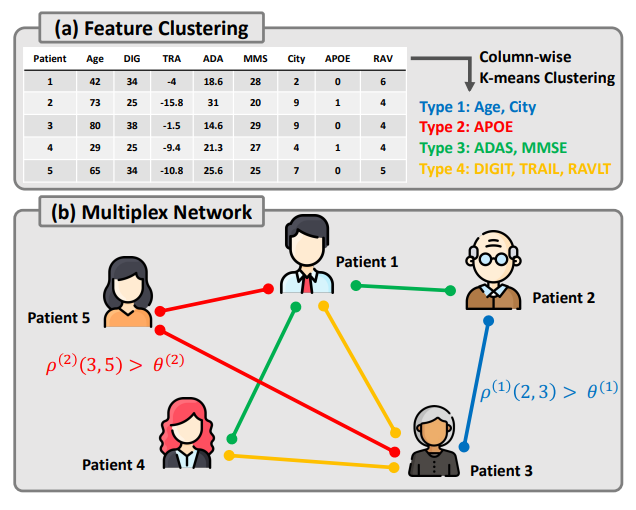 (a) Feature Clustering
Patient Age DIG TRA ADA MMS City APOE RAV
1 42 34 -4 18.6 28 2 0 6
2 73 25 -15.8 31 20 9 1 4
3 80 38 -1.5 14.6 29 9 0 4
4 29 25 -9.4 21.3 27 4 1 4
5 65 34 -10.8 25.6 25 7 0 5
Column-wise
K-means Clustering
Type 1: Age, City
Type 2: APOE
Type 3: ADAS, MMSE
Type 4: DIGIT, TRAIL, RAVLT
(b) Multiplex Network
Patient 1
Patient 2
Patient 5
ρ⁽²⁾(3,5) > θ⁽²⁾
ρ⁽¹⁾(2,3) > θ⁽¹⁾
Patient 4
Patient 3